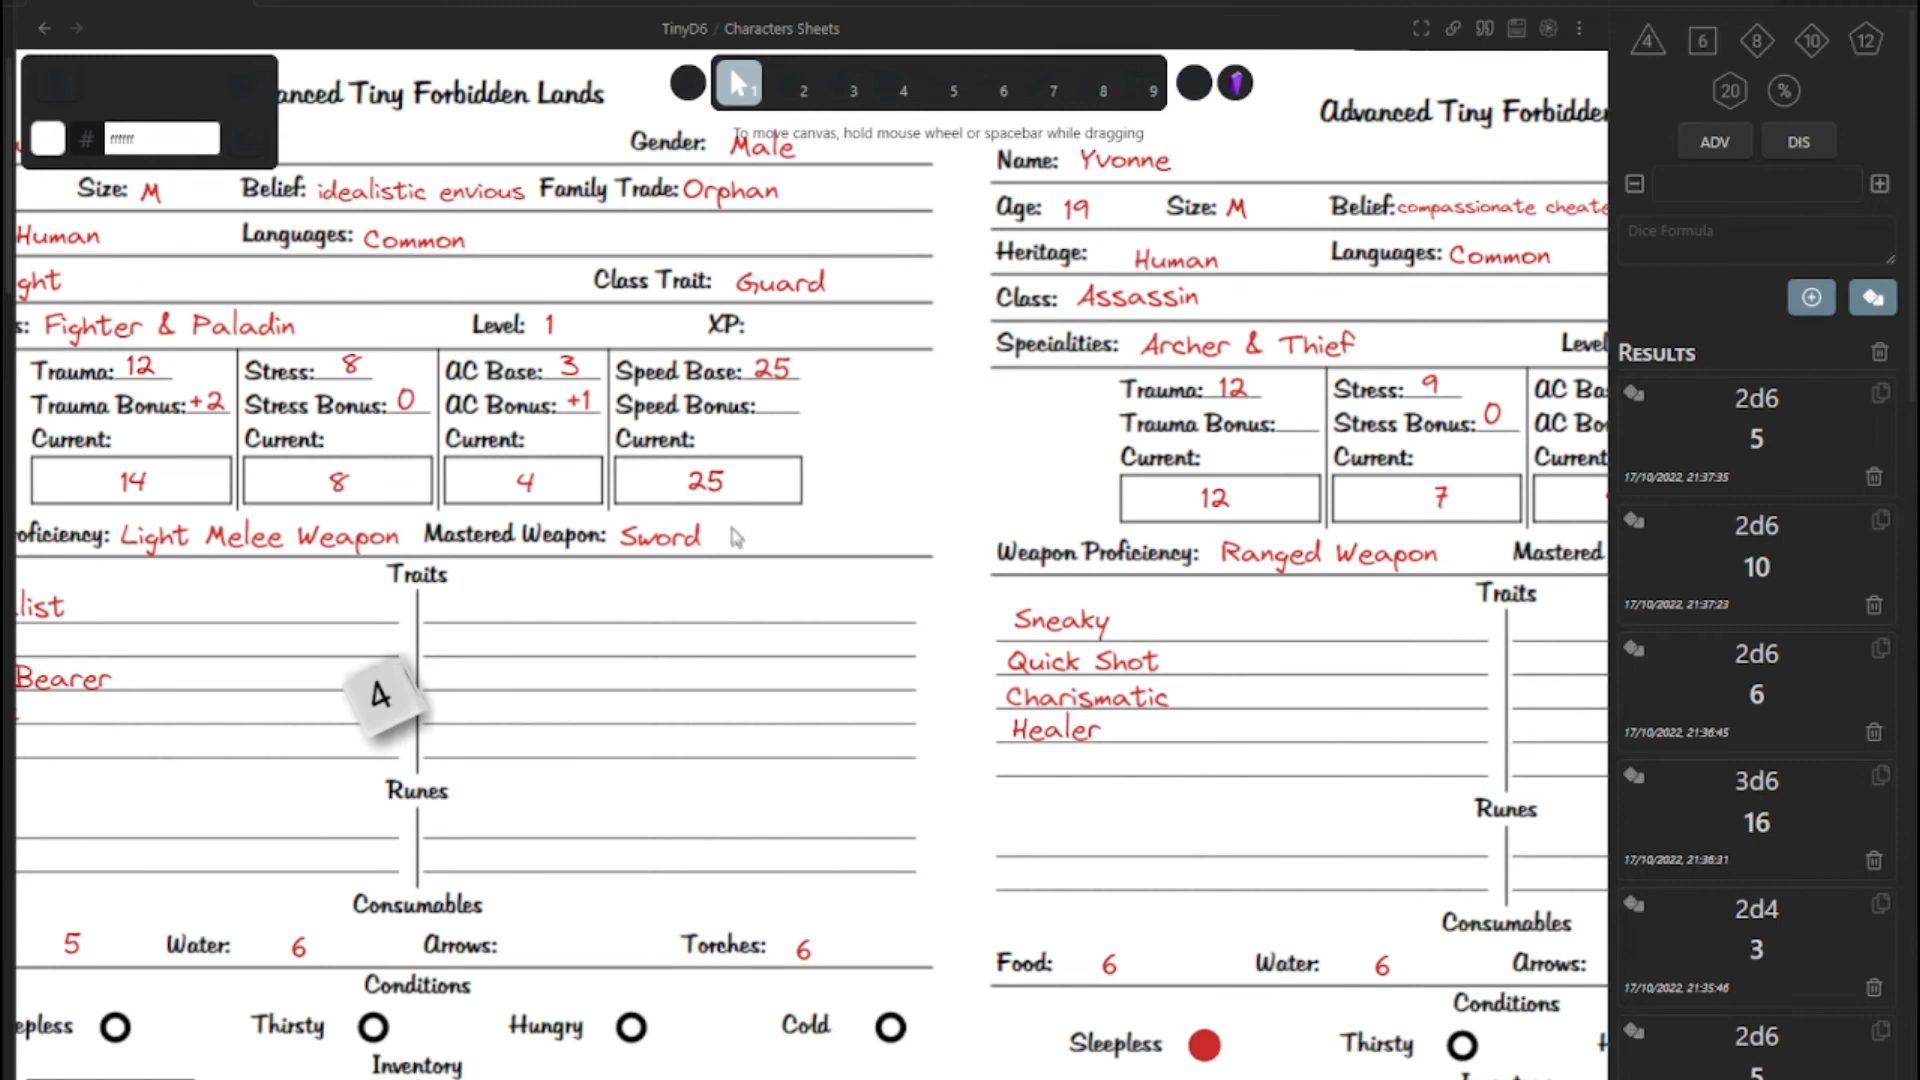 TinyD6 / Characters Sheets
1 2 3 4 5 6 7 8 9
To move canvas, hold mouse wheel or spacebar while dragging
# ffffff
anced Tiny Forbidden Lands
Gender: Male
Size: M Belief: idealistic envious Family Trade: Orphan
Human Languages: Common
ght Class Trait: Guard
s: Fighter & Paladin Level: 1 XP:
Trauma: 12 Stress: 8 AC Base: 3 Speed Base: 25
Trauma Bonus: +2 Stress Bonus: 0 AC Bonus: +1 Speed Bonus:
Current: Current: Current: Current:
14 8 4 25
oficiency: Light Melee Weapon Mastered Weapon: Sword
Traits
list
Bearer
4
Runes
Consumables
5 Water: 6 Arrows: Torches: 6
Conditions
epless Thirsty Hungry Cold
Inventory
Advanced Tiny Forbidder
Name: Yvonne
Age: 19 Size: M Belief: compassionate cheate
Heritage: Human Languages: Common
Class: Assassin
Specialities: Archer & Thief Level
Trauma: 12 Stress: 9 AC Ba
Trauma Bonus: Stress Bonus: 0 AC Bo
Current: Current: Current
12 7
Weapon Proficiency: Ranged Weapon Mastered
Traits
Sneaky
Quick Shot
Charismatic
Healer
Runes
Consumables
Food: 6 Water: 6 Arrows:
Conditions
Sleepless Thirsty
4 6 8 10 12
20 %
ADV DIS
Dice Formula
RESULTS
2d6
5
17/10/2022, 21:37:35
2d6
10
17/10/2022, 21:37:23
2d6
6
17/10/2022, 21:36:45
3d6
16
17/10/2022, 21:36:31
2d4
3
17/10/2022, 21:35:46
2d6
5